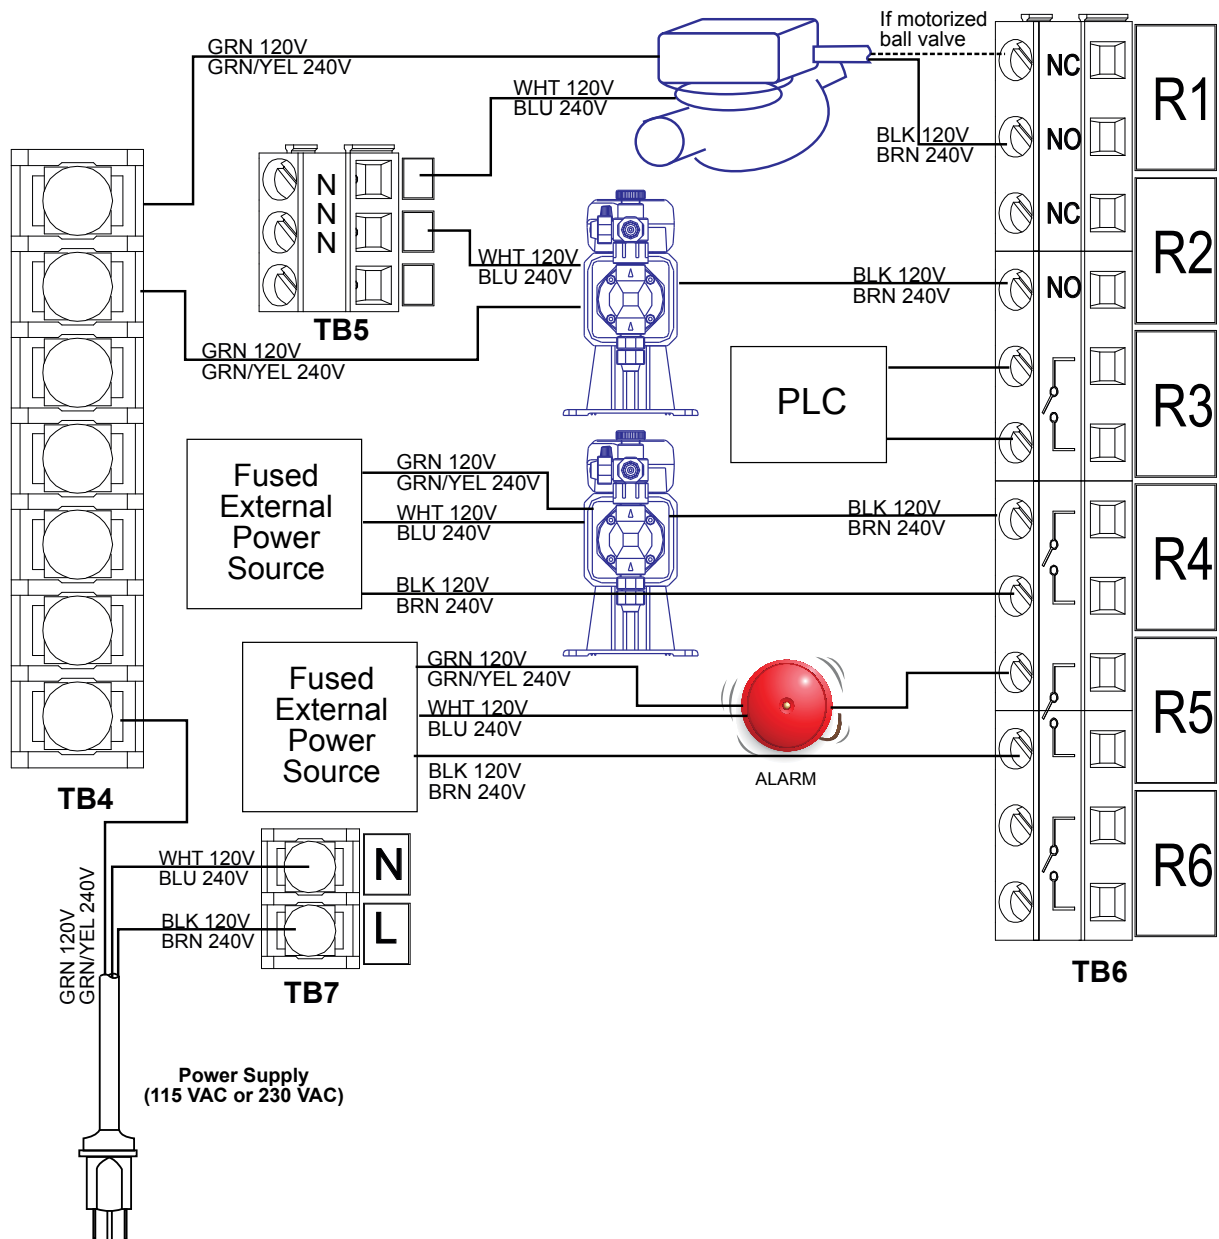 If motorized
ball valve
GRN 120V
GRN/YEL 240V
WHT 120V
BLU 240V
BLK 120V
BRN 240V
NC
NO
R1
N
N
N
TB5
NC
NO
R2
WHT 120V
BLU 240V
BLK 120V
BRN 240V
GRN 120V
GRN/YEL 240V
PLC
R3
Fused
External
Power
Source
GRN 120V
GRN/YEL 240V
WHT 120V
BLU 240V
BLK 120V
BRN 240V
BLK 120V
BRN 240V
R4
Fused
External
Power
Source
GRN 120V
GRN/YEL 240V
WHT 120V
BLU 240V
BLK 120V
BRN 240V
ALARM
R5
TB4
WHT 120V
BLU 240V
N
BLK 120V
BRN 240V
L
TB7
GRN 120V
GRN/YEL 240V
R6
TB6
Power Supply
(115 VAC or 230 VAC)